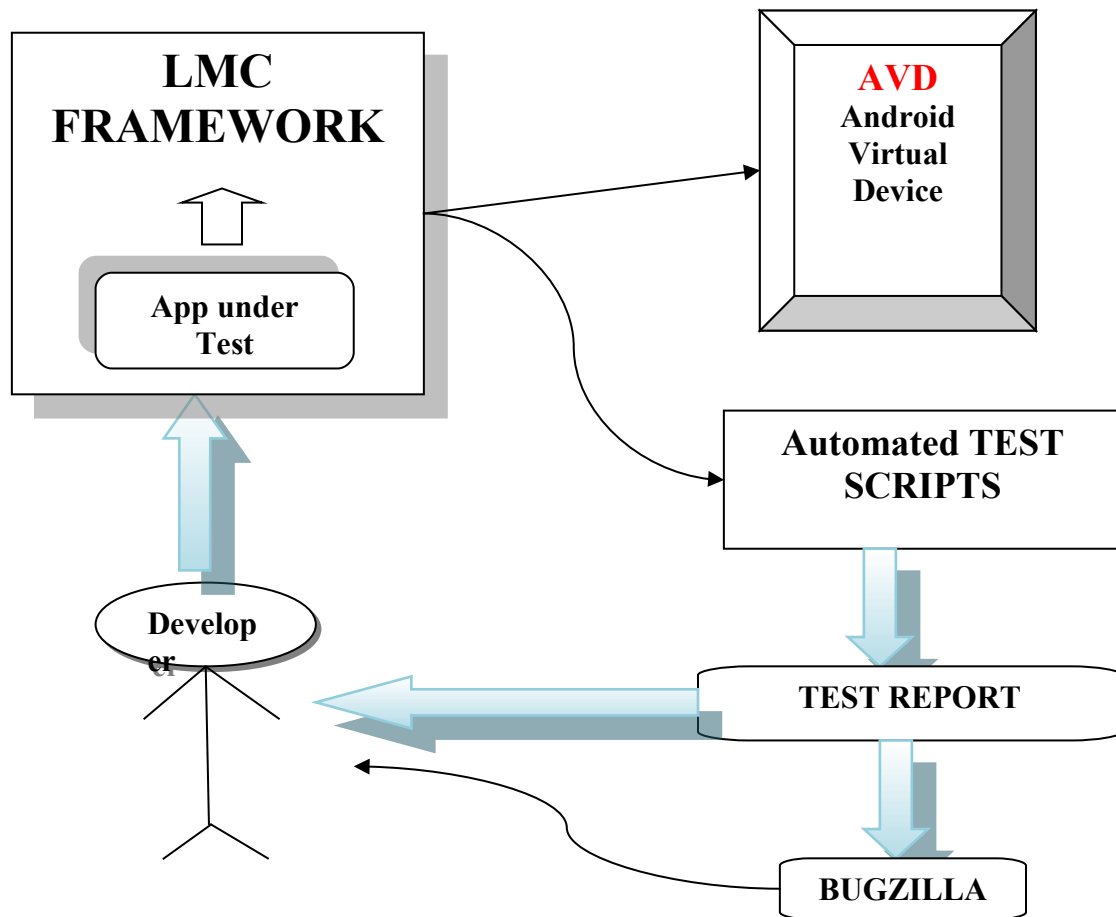 LMC
FRAMEWORK
App under
Test
AVD
Android
Virtual
Device
Automated TEST
SCRIPTS
Develop
er
TEST REPORT
BUGZILLA